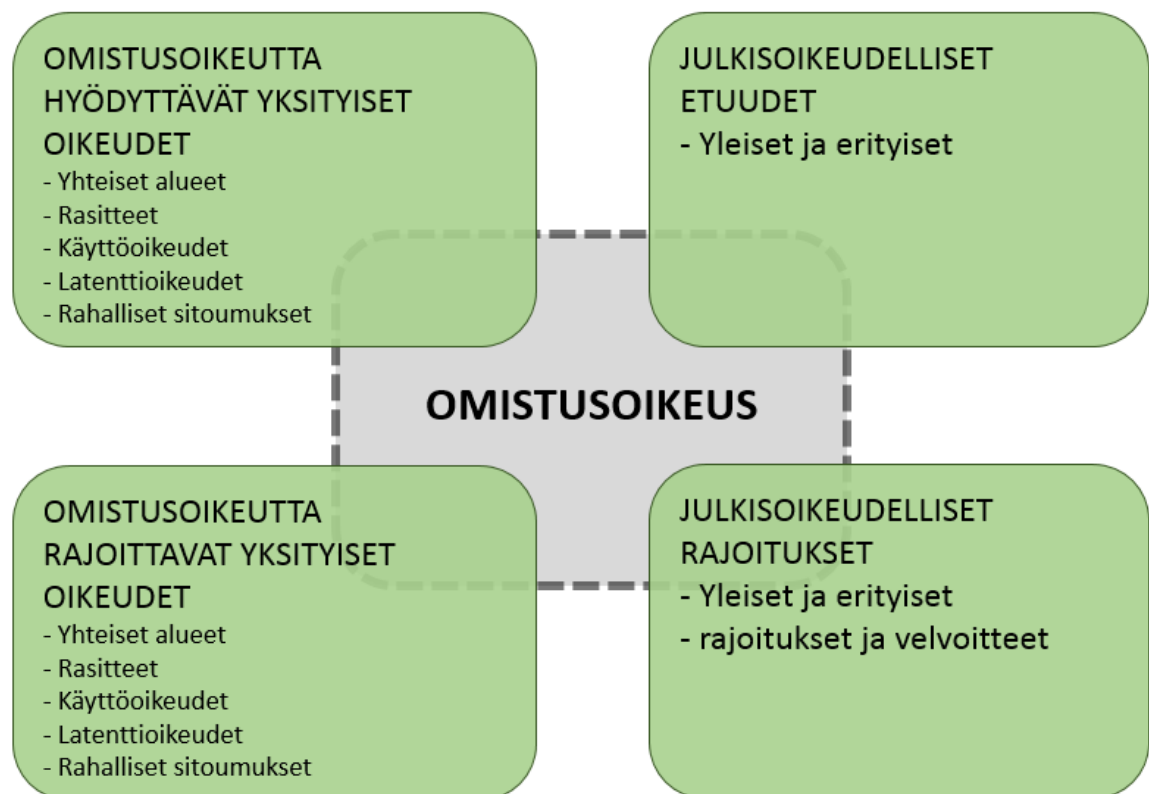 OMISTUSOIKEUTTA
HYÖDYTTÄVÄT YKSITYISET
OIKEUDET
- Yhteiset alueet
- Rasitteet
- Käyttöoikeudet
- Latenttioikeudet
- Rahalliset sitoumukset
JULKISOIKEUDELLISET
ETUUDET
- Yleiset ja erityiset
OMISTUSOIKEUS
OMISTUSOIKEUTTA
RAJOITTAVAT YKSITYISET
OIKEUDET
- Yhteiset alueet
- Rasitteet
- Käyttöoikeudet
- Latenttioikeudet
- Rahalliset sitoumukset
JULKISOIKEUDELLISET
RAJOITUKSET
- Yleiset ja erityiset
- rajoitukset ja velvoitteet